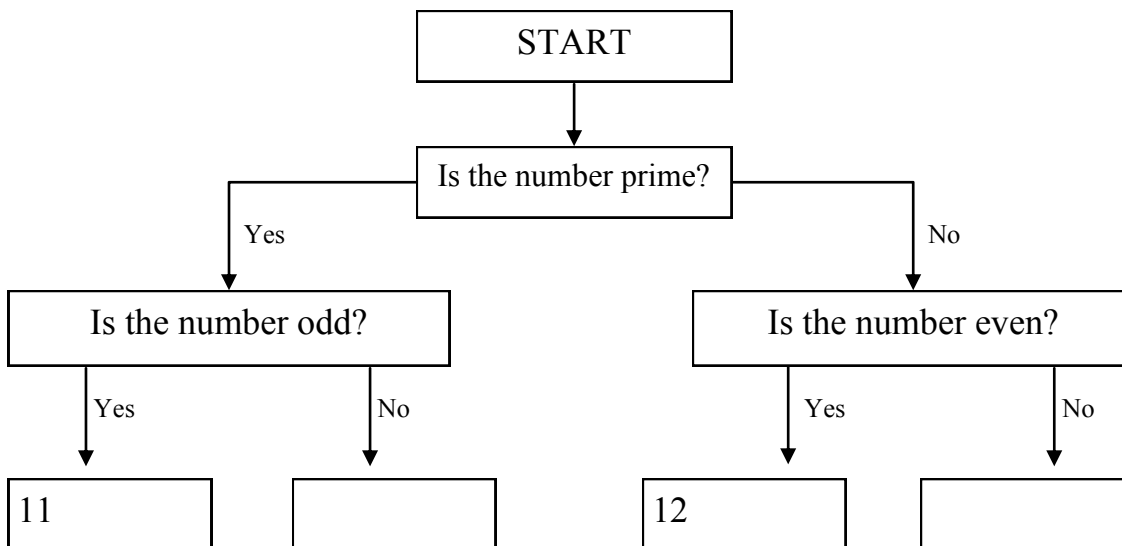 START
Is the number prime?
Yes
No
Is the number odd?
Is the number even?
Yes
No
Yes
No
11
12